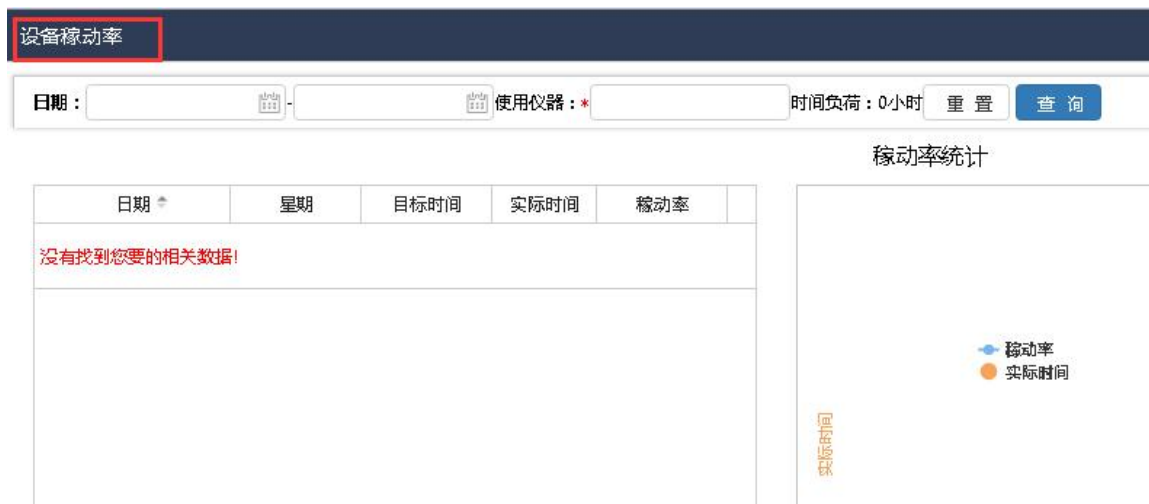 设备稼动率
日期：
-
使用仪器：*
时间负荷：0小时
重置
查询
稼动率统计
日期 星期 目标时间 实际时间 稼动率
没有找到您要的相关数据!
稼动率
实际时间
实际时间